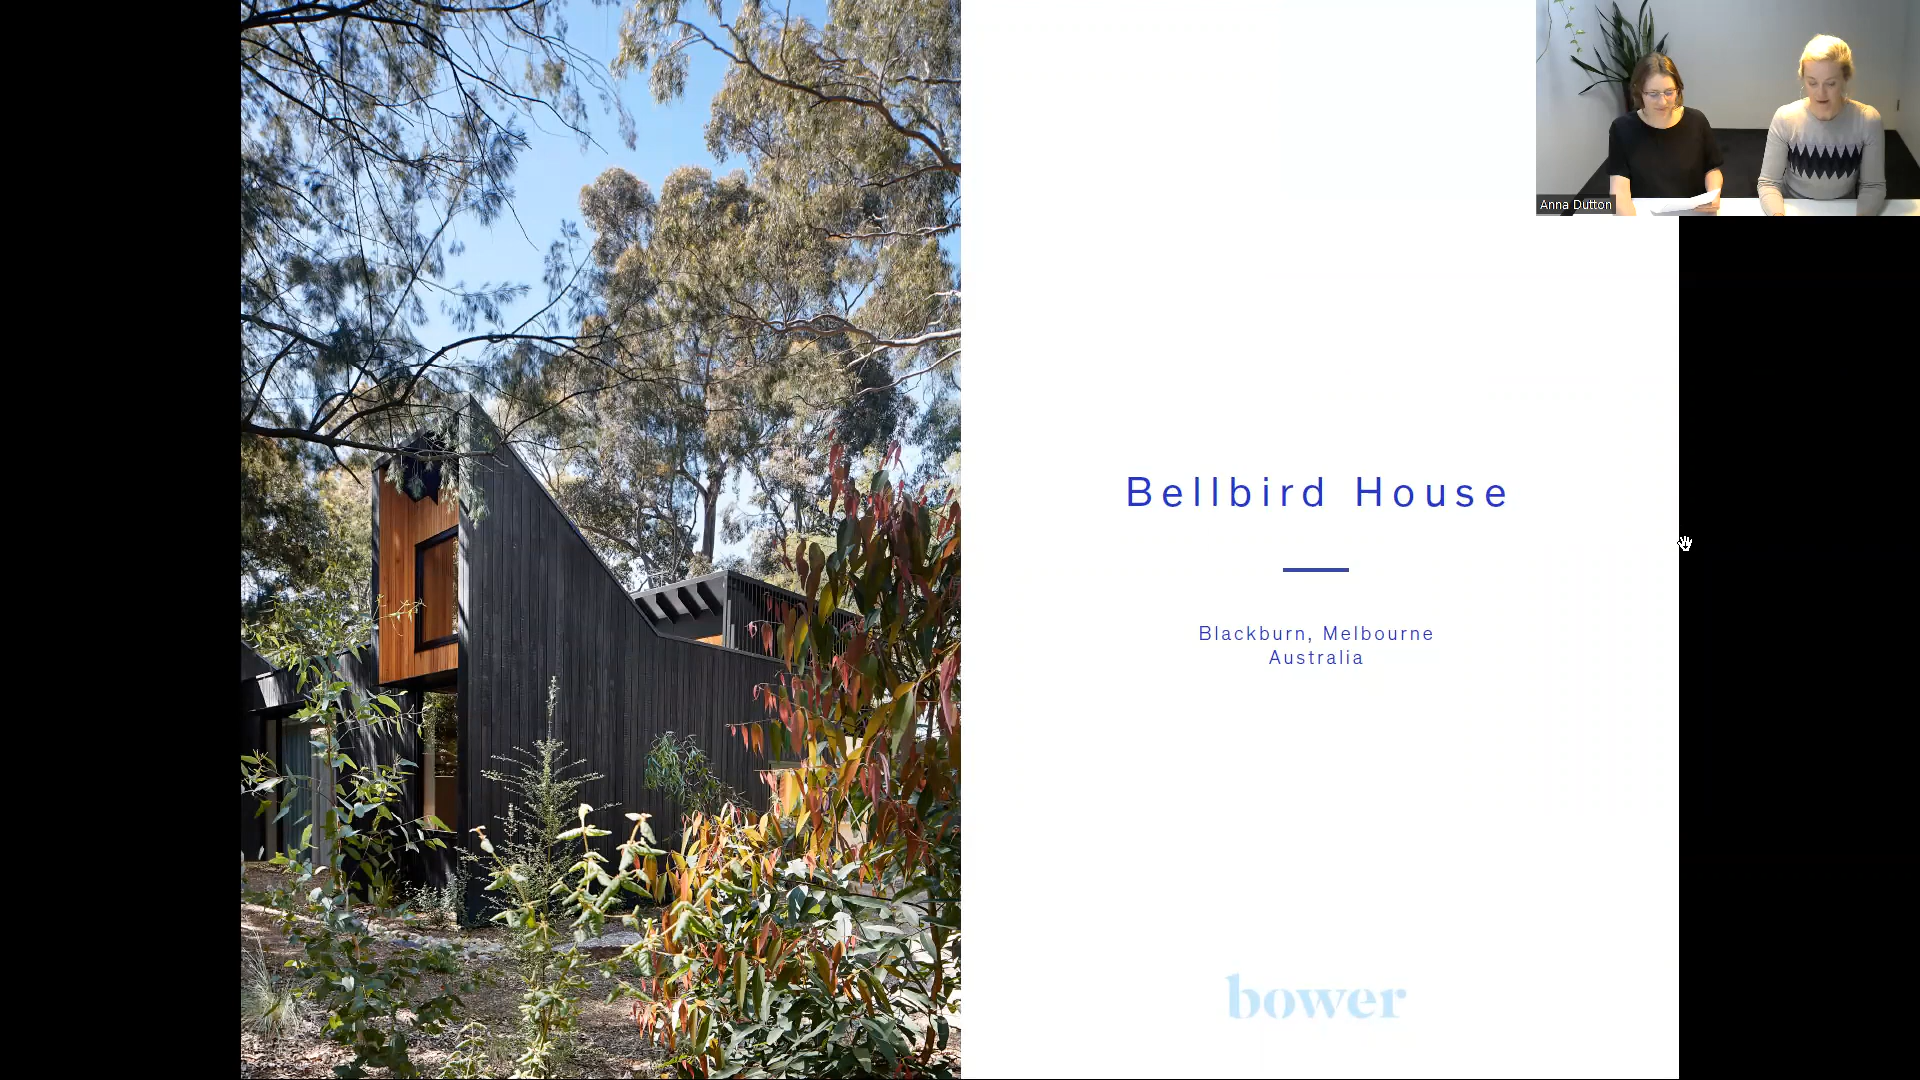 Anna Dutton
Bellbird House
Blackburn, Melbourne
Australia
bower